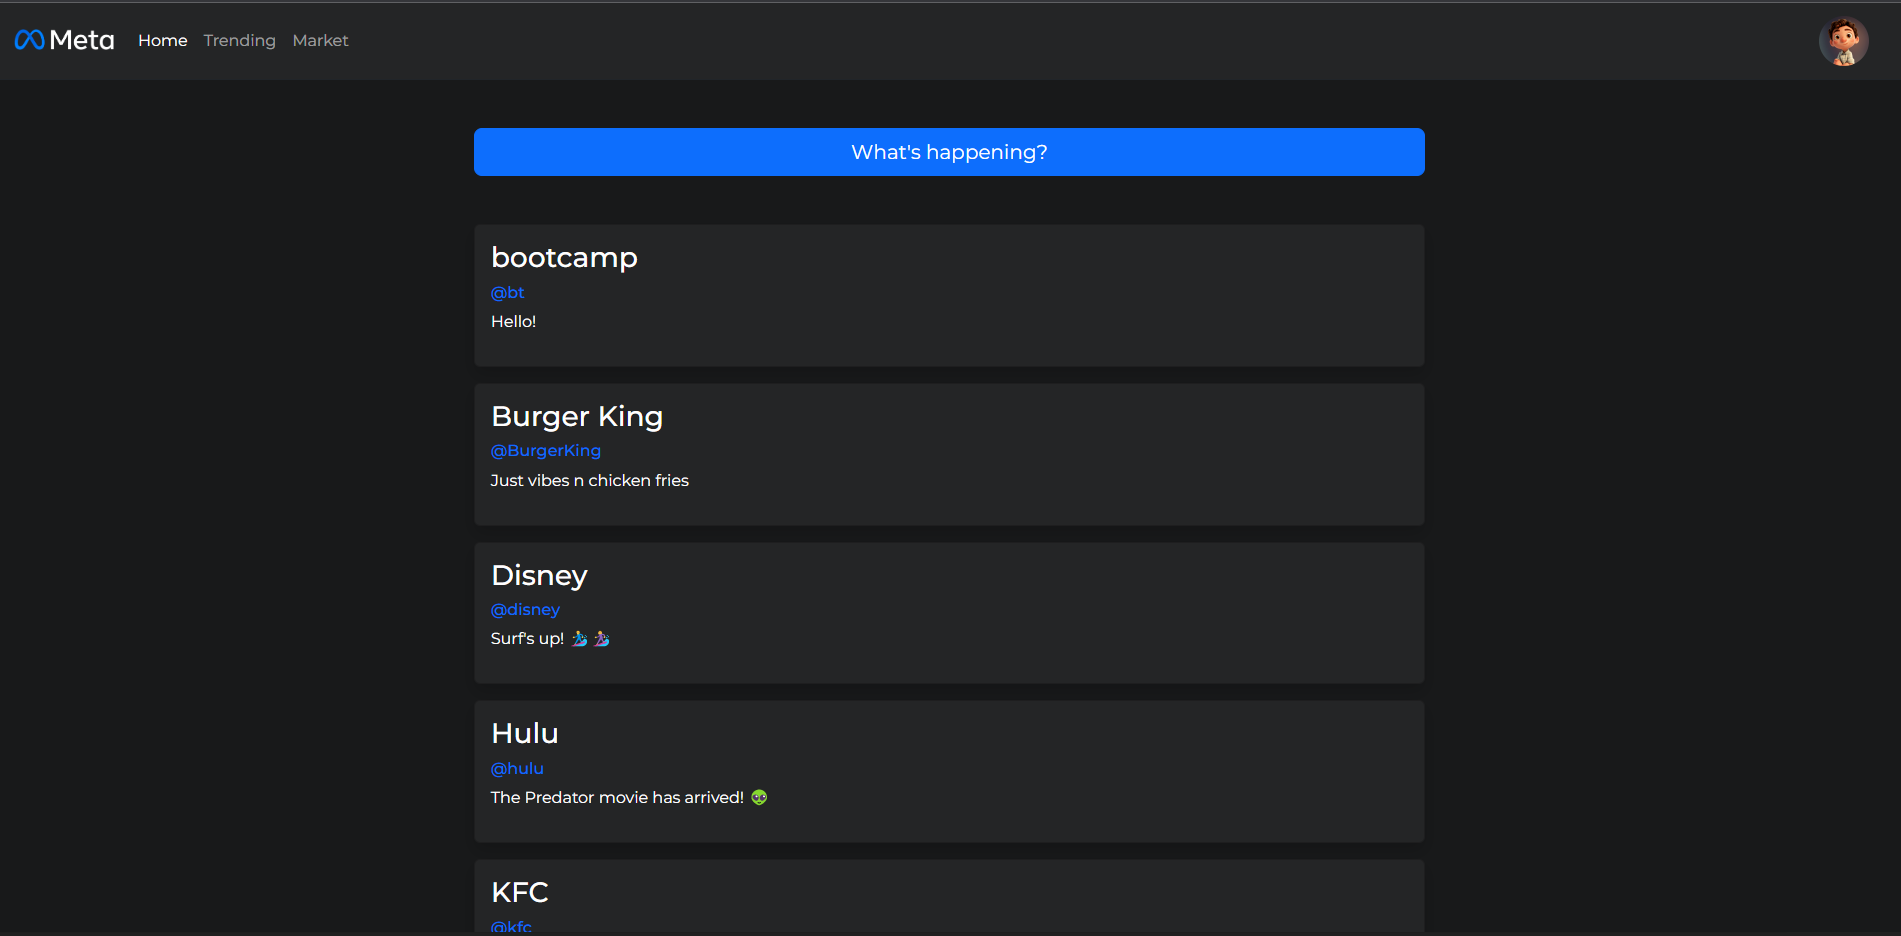 Meta Home Trending Market
What's happening?
bootcamp
@bt
Hello!
Burger King
@BurgerKing
Just vibes n chicken fries
Disney
@disney
Surf's up! 🏄‍♂️🏄‍♀️
Hulu
@hulu
The Predator movie has arrived! 👽
KFC
@kfc